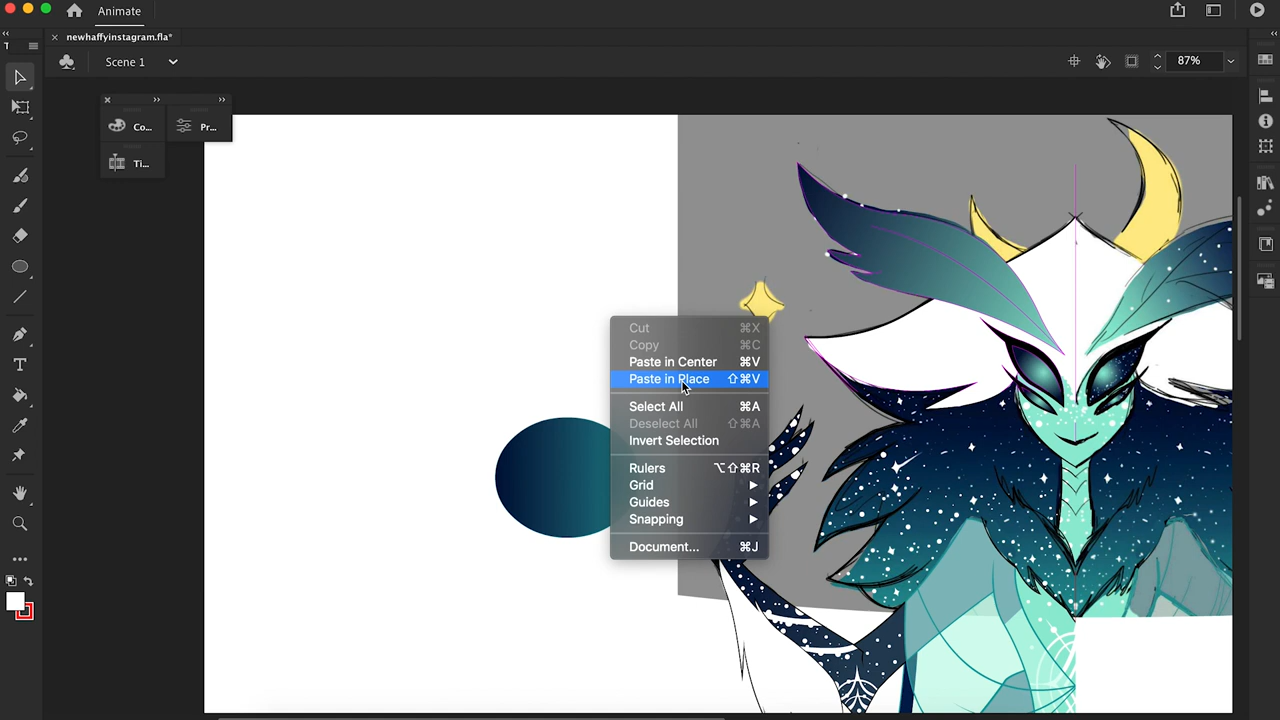 Animate
newhaffyinstagram.fla*
Scene 1
87%
T
Co...
Pr...
Ti...
Cut ⌘X
Copy ⌘C
Paste in Center ⌘V
Paste in Place ⇧⌘V
Select All ⌘A
Deselect All ⇧⌘A
Invert Selection
Rulers ⌥⇧⌘R
Grid
Guides
Snapping
Document... ⌘J